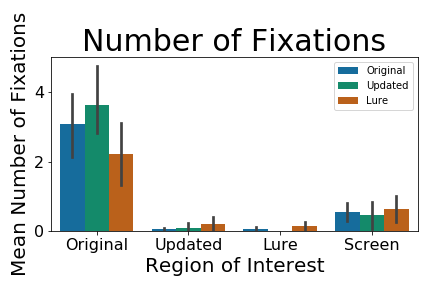 Number of Fixations
Mean Number of Fixations
4
2
0
Original
Updated
Lure
Original
Updated
Lure
Screen
Region of Interest